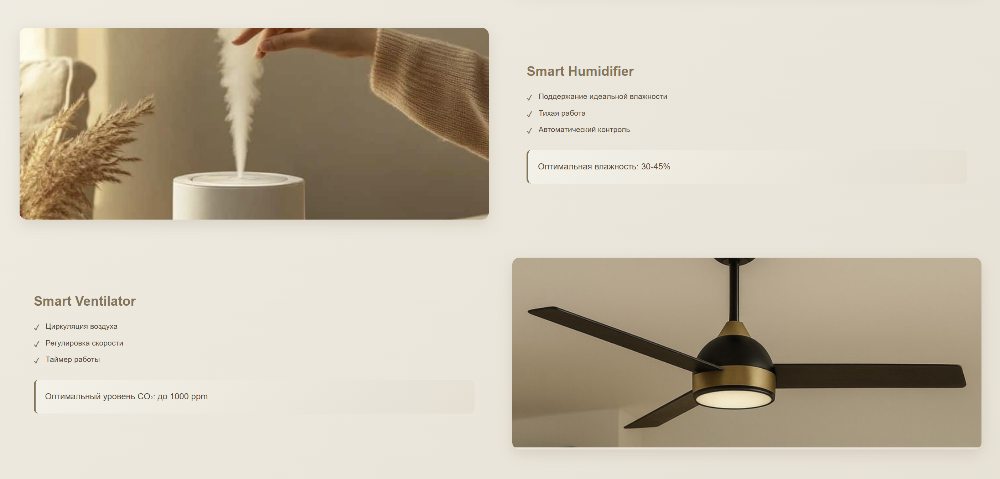 Smart Humidifier
✓ Поддержание идеальной влажности
✓ Тихая работа
✓ Автоматический контроль
Оптимальная влажность: 30-45%
Smart Ventilator
✓ Циркуляция воздуха
✓ Регулировка скорости
✓ Таймер работы
Оптимальный уровень CO₂: до 1000 ppm